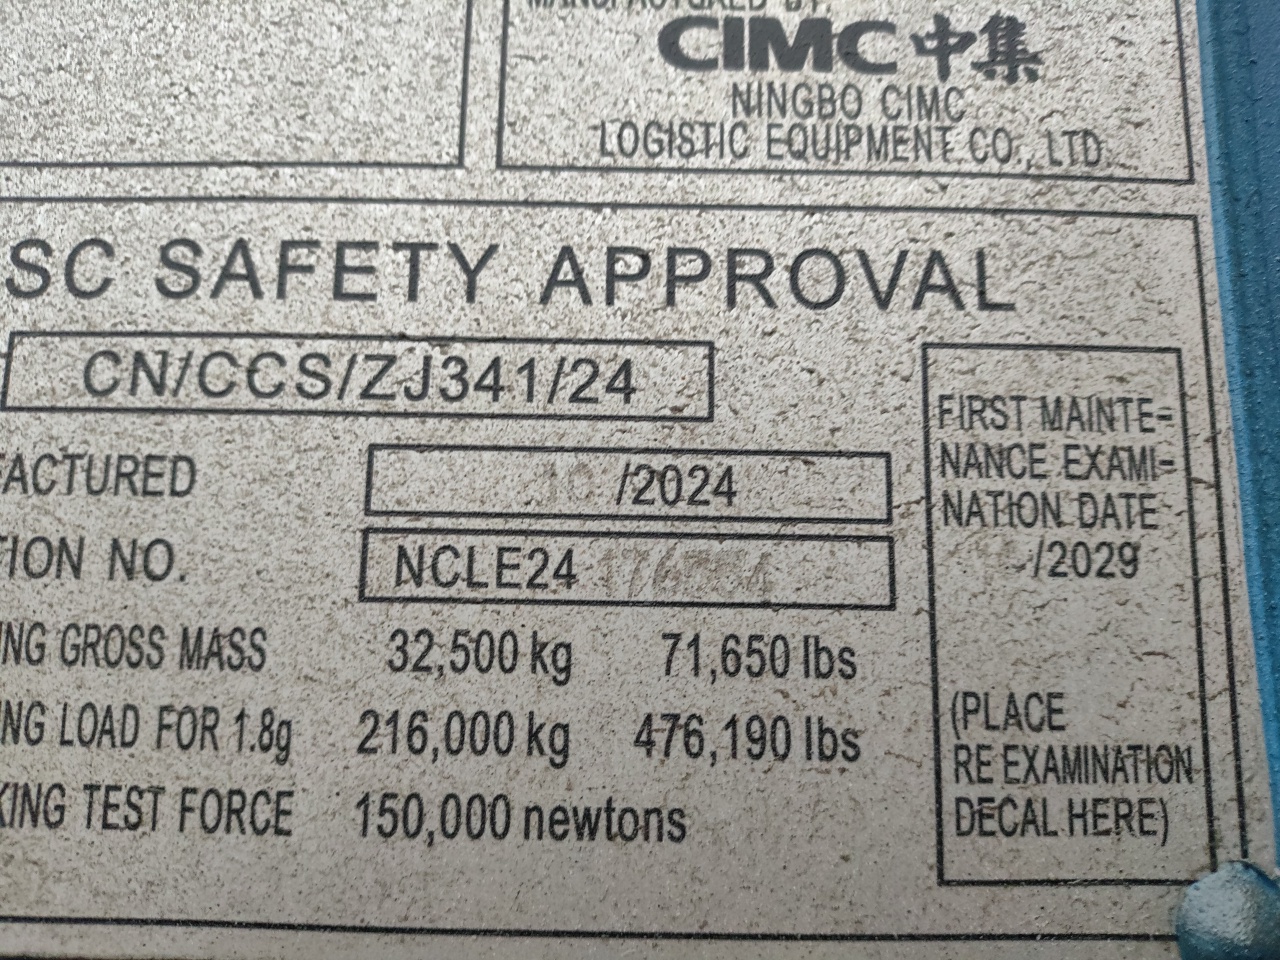 MANUFACTURED BY:
CIMC 中集
NINGBO CIMC
LOGISTIC EQUIPMENT CO., LTD.
SC SAFETY APPROVAL
CN/CCS/ZJ341/24
FACTURED /2024
TION NO. NCLE24
NG GROSS MASS 32,500 kg 71,650 lbs
NG LOAD FOR 1.8g 216,000 kg 476,190 lbs
KING TEST FORCE 150,000 newtons
FIRST MAINTE-
NANCE EXAMI-
NATION DATE
/2029
(PLACE
RE EXAMINATION
DECAL HERE)